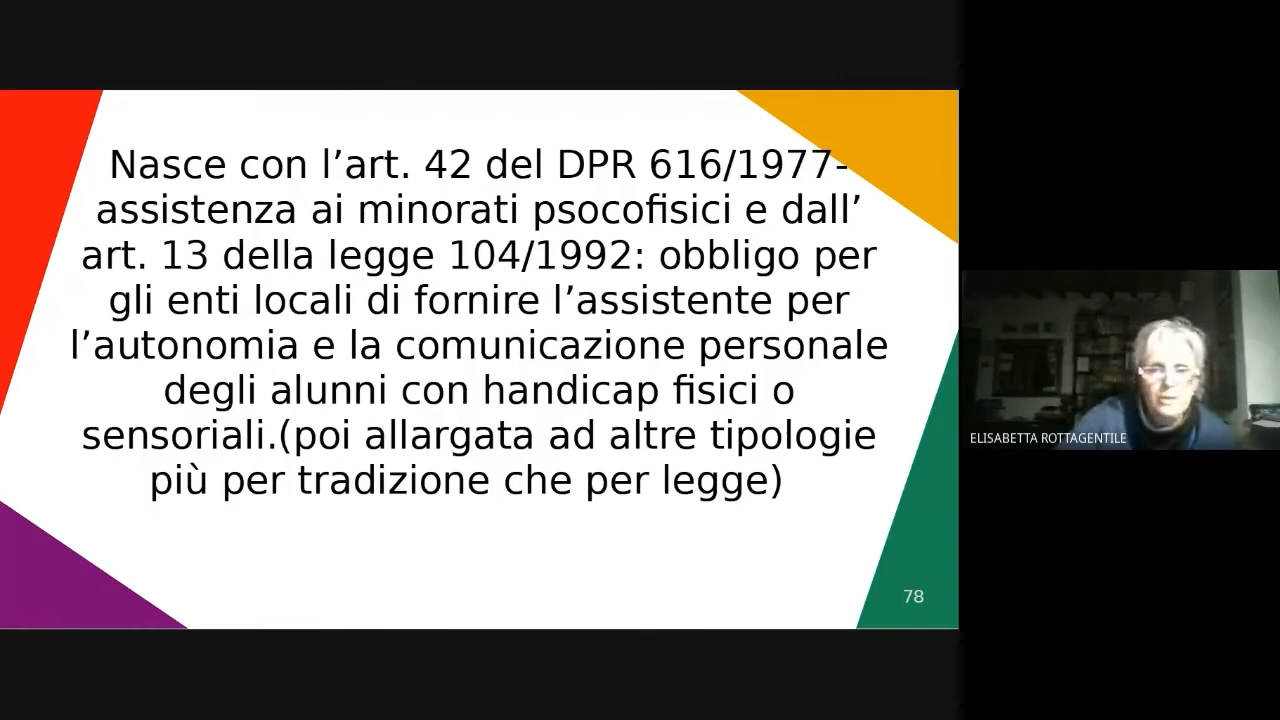 Nasce con l’art. 42 del DPR 616/1977-
assistenza ai minorati psocofisici e dall’
art. 13 della legge 104/1992: obbligo per
gli enti locali di fornire l’assistente per
l’autonomia e la comunicazione personale
degli alunni con handicap fisici o
sensoriali.(poi allargata ad altre tipologie
più per tradizione che per legge)
78
ELISABETTA ROTTAGENTILE